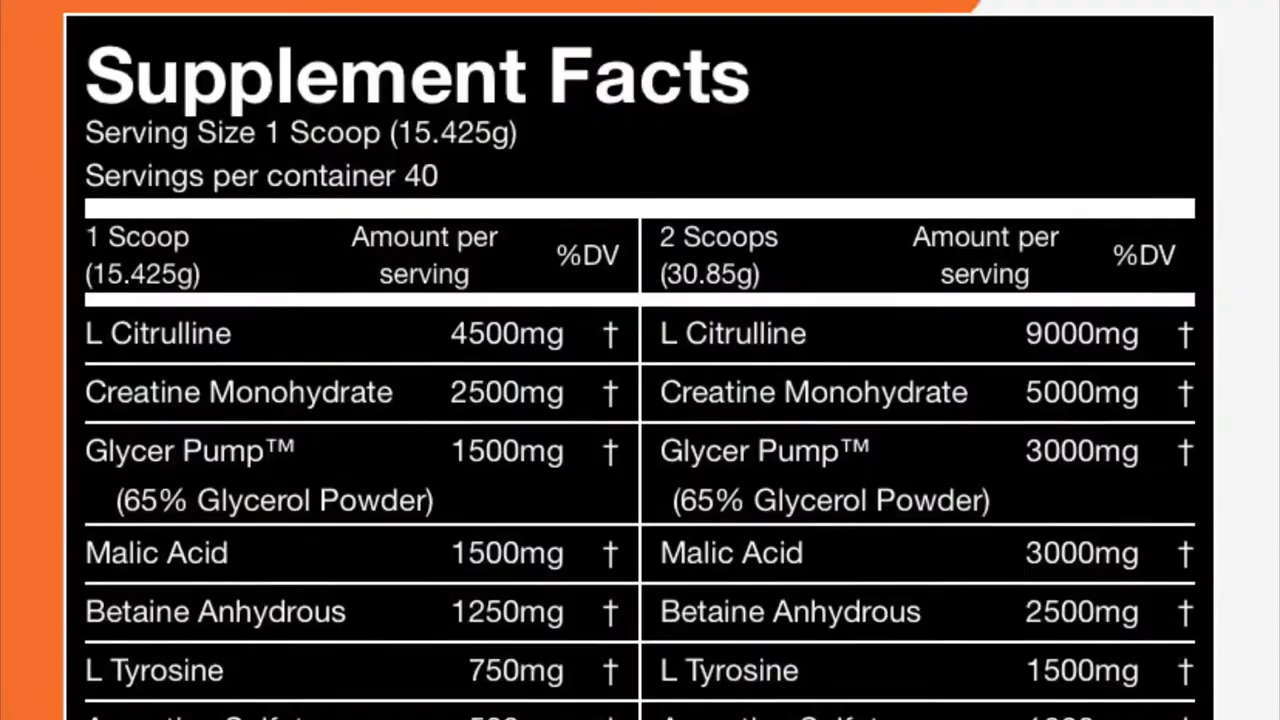 Supplement Facts
Serving Size 1 Scoop (15.425g)
Servings per container 40
1 Scoop (15.425g) Amount per serving %DV 2 Scoops (30.85g) Amount per serving %DV
L Citrulline 4500mg † L Citrulline 9000mg †
Creatine Monohydrate 2500mg † Creatine Monohydrate 5000mg †
Glycer Pump™ 1500mg † Glycer Pump™ 3000mg †
(65% Glycerol Powder) (65% Glycerol Powder)
Malic Acid 1500mg † Malic Acid 3000mg †
Betaine Anhydrous 1250mg † Betaine Anhydrous 2500mg †
L Tyrosine 750mg † L Tyrosine 1500mg †